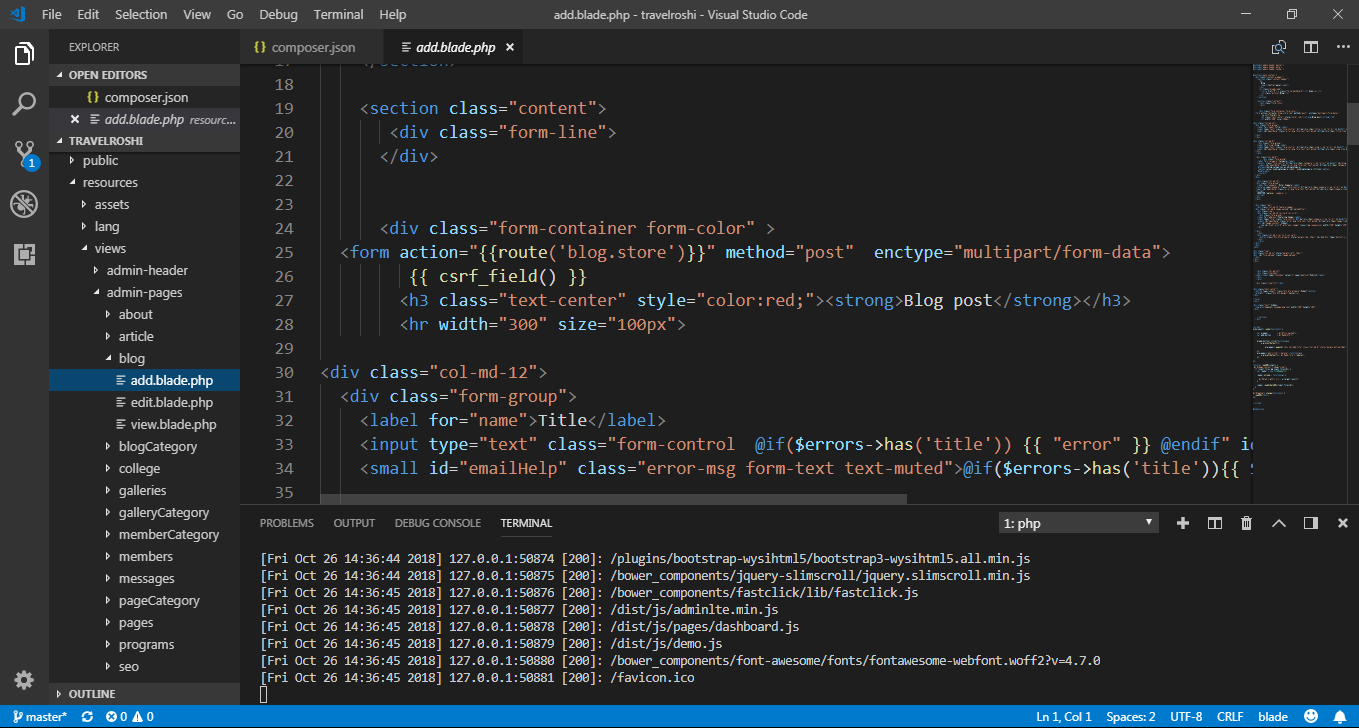 File Edit Selection View Go Debug Terminal Help add.blade.php - travelroshi - Visual Studio Code
EXPLORER
OPEN EDITORS
{} composer.json
× add.blade.php resourc...
TRAVELROSHI
public
resources
assets
lang
views
admin-header
admin-pages
about
article
blog
add.blade.php
edit.blade.php
view.blade.php
blogCategory
college
galleries
galleryCategory
memberCategory
members
messages
pageCategory
pages
programs
seo
OUTLINE
{} composer.json add.blade.php ×
17 </section>
18
19 <section class="content">
20 <div class="form-line">
21 </div>
22
23
24 <div class="form-container form-color" >
25 <form action="{{route('blog.store')}}" method="post"  enctype="multipart/form-data">
26 {{ csrf_field() }}
27 <h3 class="text-center" style="color:red;"><strong>Blog post</strong></h3>
28 <hr width="300" size="100px">
29
30 <div class="col-md-12">
31 <div class="form-group">
32 <label for="name">Title</label>
33 <input type="text" class="form-control  @if($errors->has('title')) {{ "error" }} @endif" id
34 <small id="emailHelp" class="error-msg form-text text-muted">@if($errors->has('title')){{
35
PROBLEMS OUTPUT DEBUG CONSOLE TERMINAL 1: php
[Fri Oct 26 14:36:44 2018] 127.0.0.1:50874 [200]: /plugins/bootstrap-wysihtml5/bootstrap3-wysihtml5.all.min.js
[Fri Oct 26 14:36:44 2018] 127.0.0.1:50875 [200]: /bower_components/jquery-slimscroll/jquery.slimscroll.min.js
[Fri Oct 26 14:36:45 2018] 127.0.0.1:50876 [200]: /bower_components/fastclick/lib/fastclick.js
[Fri Oct 26 14:36:45 2018] 127.0.0.1:50877 [200]: /dist/js/adminlte.min.js
[Fri Oct 26 14:36:45 2018] 127.0.0.1:50878 [200]: /dist/js/pages/dashboard.js
[Fri Oct 26 14:36:45 2018] 127.0.0.1:50879 [200]: /dist/js/demo.js
[Fri Oct 26 14:36:45 2018] 127.0.0.1:50880 [200]: /bower_components/font-awesome/fonts/fontawesome-webfont.woff2?v=4.7.0
[Fri Oct 26 14:36:45 2018] 127.0.0.1:50881 [200]: /favicon.ico
1
master* 0 0 Ln 1, Col 1 Spaces: 2 UTF-8 CRLF blade